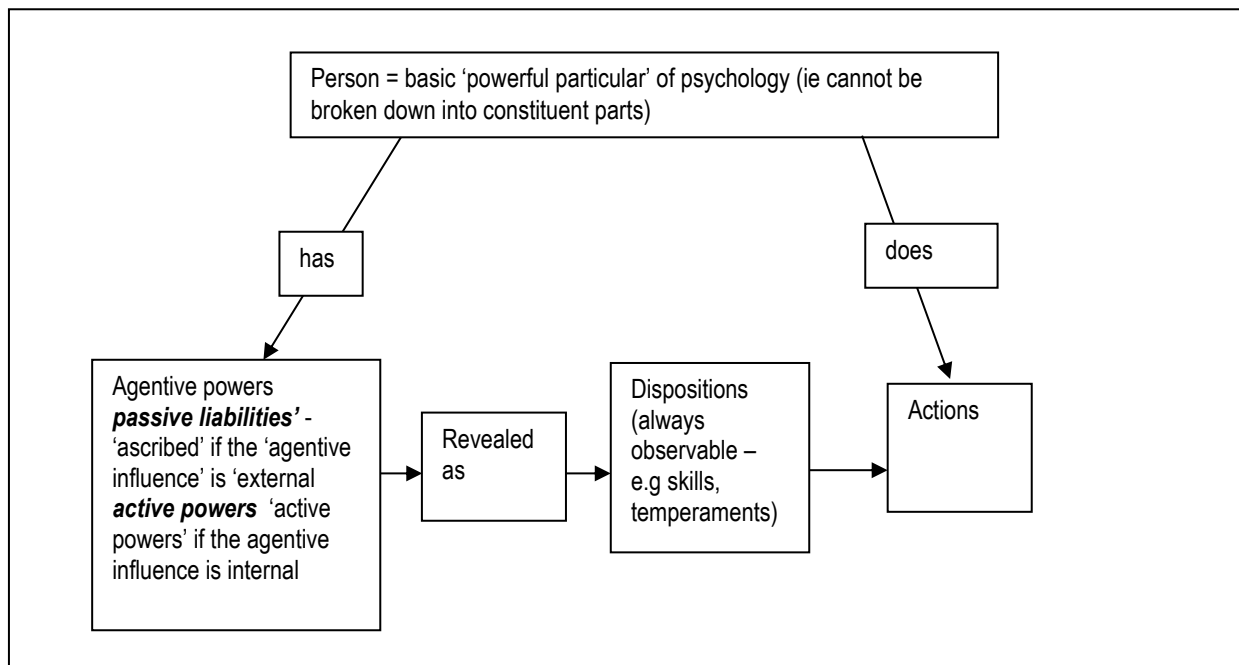 Person = basic ‘powerful particular’ of psychology (ie cannot be
broken down into constituent parts)
has
does
Agentive powers
passive liabilities’ -
‘ascribed’ if the ‘agentive
influence’ is ‘external
active powers ‘active
powers’ if the agentive
influence is internal
Revealed
as
Dispositions
(always
observable –
e.g skills,
temperaments)
Actions